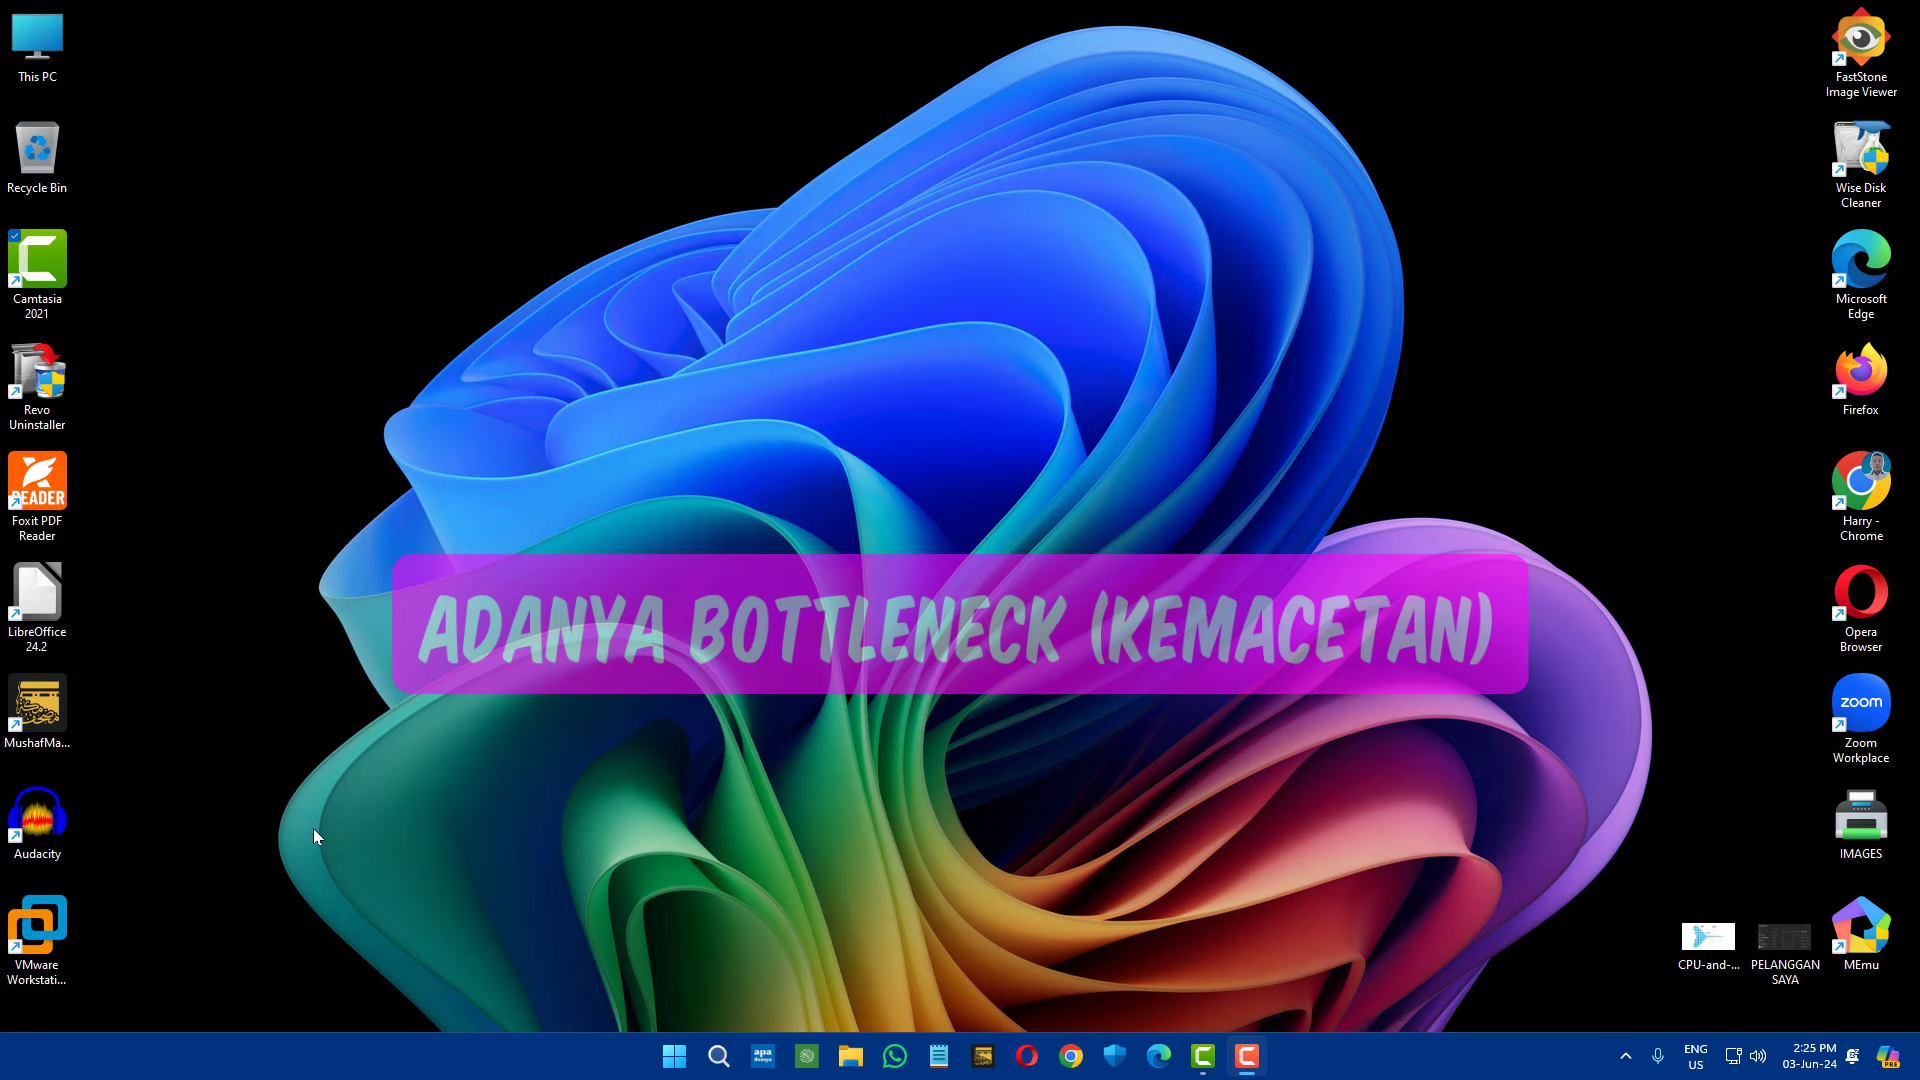 This PC
Recycle Bin
Camtasia
2021
Revo
Uninstaller
READER
Foxit PDF
Reader
LibreOffice
24.2
MushafMa...
Audacity
VMware
Workstati...
FastStone
Image Viewer
Wise Disk
Cleaner
Microsoft
Edge
Firefox
Harry -
Chrome
Opera
Browser
zoom
Zoom
Workplace
IMAGES
CPU-and-...
PELANGGAN
SAYA
MEmu
ADANYA BOTTLENECK (KEMACETAN)
apa
ENG
US
2:25 PM
03-Jun-24
PRE